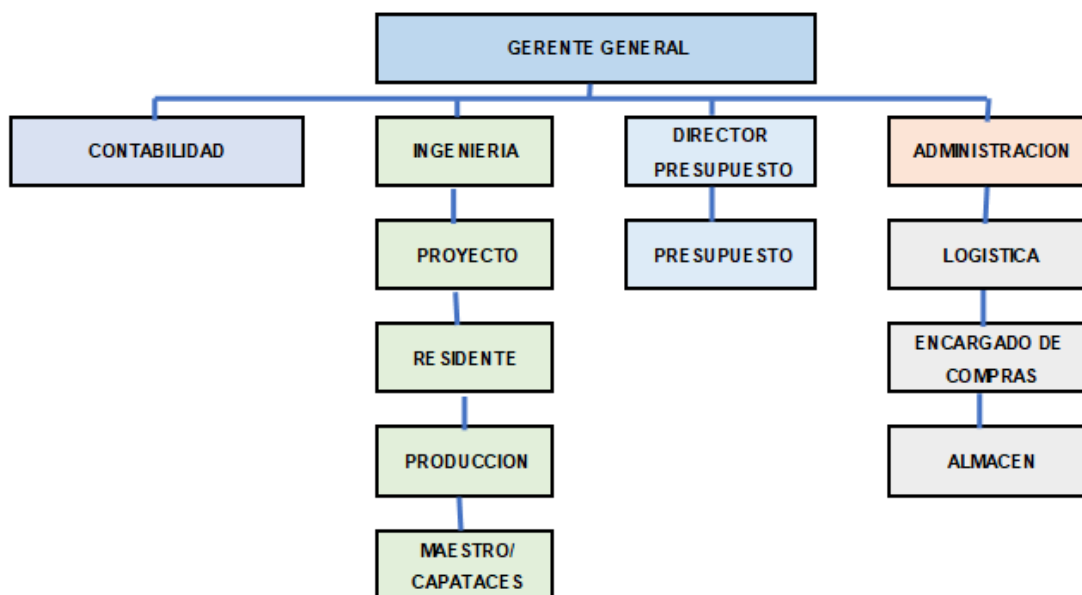 GERENTE GENERAL
CONTABILIDAD
INGENIERIA
DIRECTOR
PRESUPUESTO
ADMINISTRACION
PROYECTO
PRESUPUESTO
LOGISTICA
RESIDENTE
ENCARGADO DE
COMPRAS
PRODUCCION
ALMACEN
MAESTRO/
CAPATACES